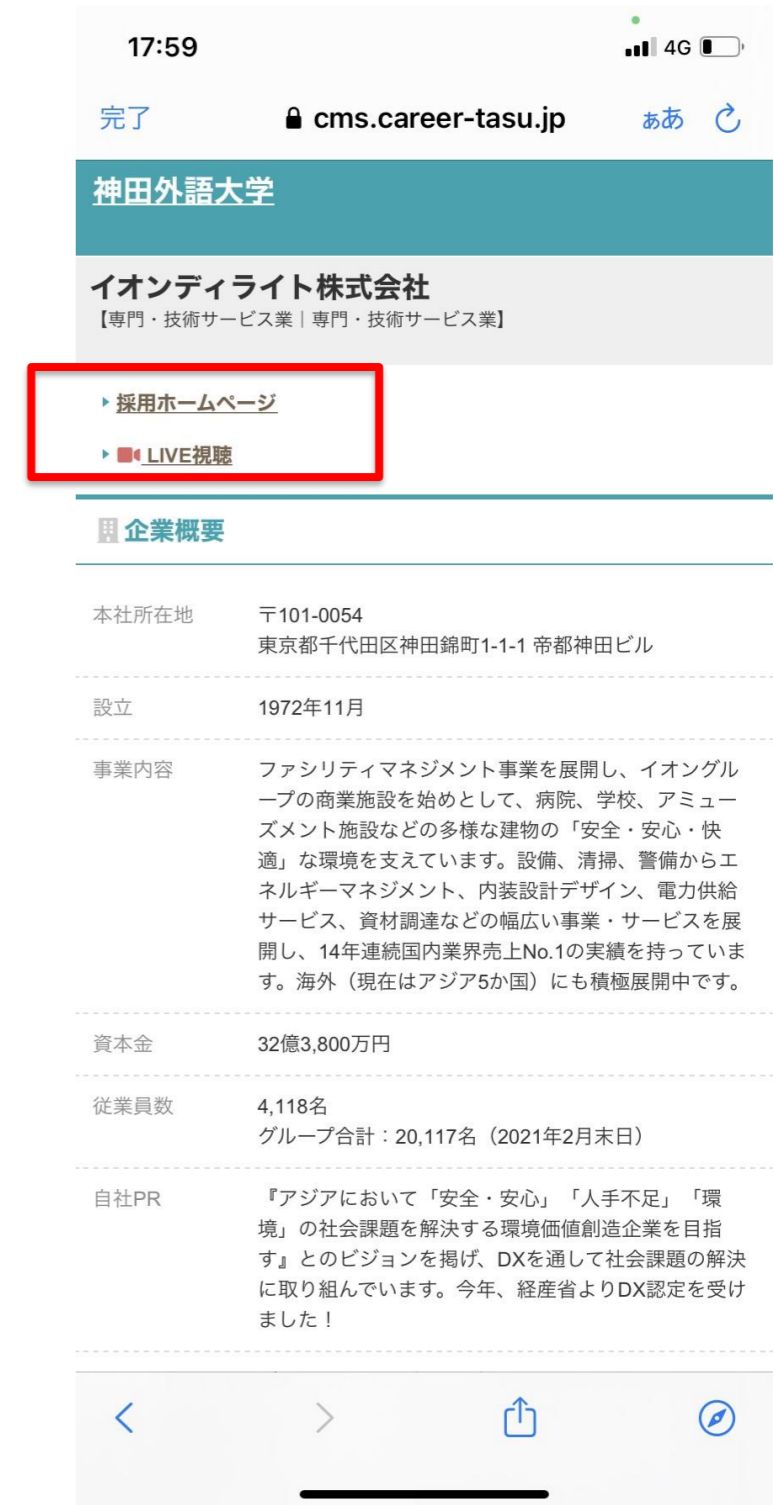 17:59
4G
完了
cms.career-tasu.jp
ぁあ
神田外語大学
イオンディライト株式会社
【専門・技術サービス業｜専門・技術サービス業】
採用ホームページ
LIVE視聴
企業概要
本社所在地
〒101-0054
東京都千代田区神田錦町1-1-1 帝都神田ビル
設立
1972年11月
事業内容
ファシリティマネジメント事業を展開し、イオングル
ープの商業施設を始めとして、病院、学校、アミュー
ズメント施設などの多様な建物の「安全・安心・快
適」な環境を支えています。設備、清掃、警備からエ
ネルギーマネジメント、内装設計デザイン、電力供給
サービス、資材調達などの幅広い事業・サービスを展
開し、14年連続国内業界売上No.1の実績を持っていま
す。海外（現在はアジア5か国）にも積極展開中です。
資本金
32億3,800万円
従業員数
4,118名
グループ合計：20,117名（2021年2月末日）
自社PR
『アジアにおいて「安全・安心」「人手不足」「環
境」の社会課題を解決する環境価値創造企業を目指
す』とのビジョンを掲げ、DXを通して社会課題の解決
に取り組んでいます。今年、経産省よりDX認定を受け
ました！